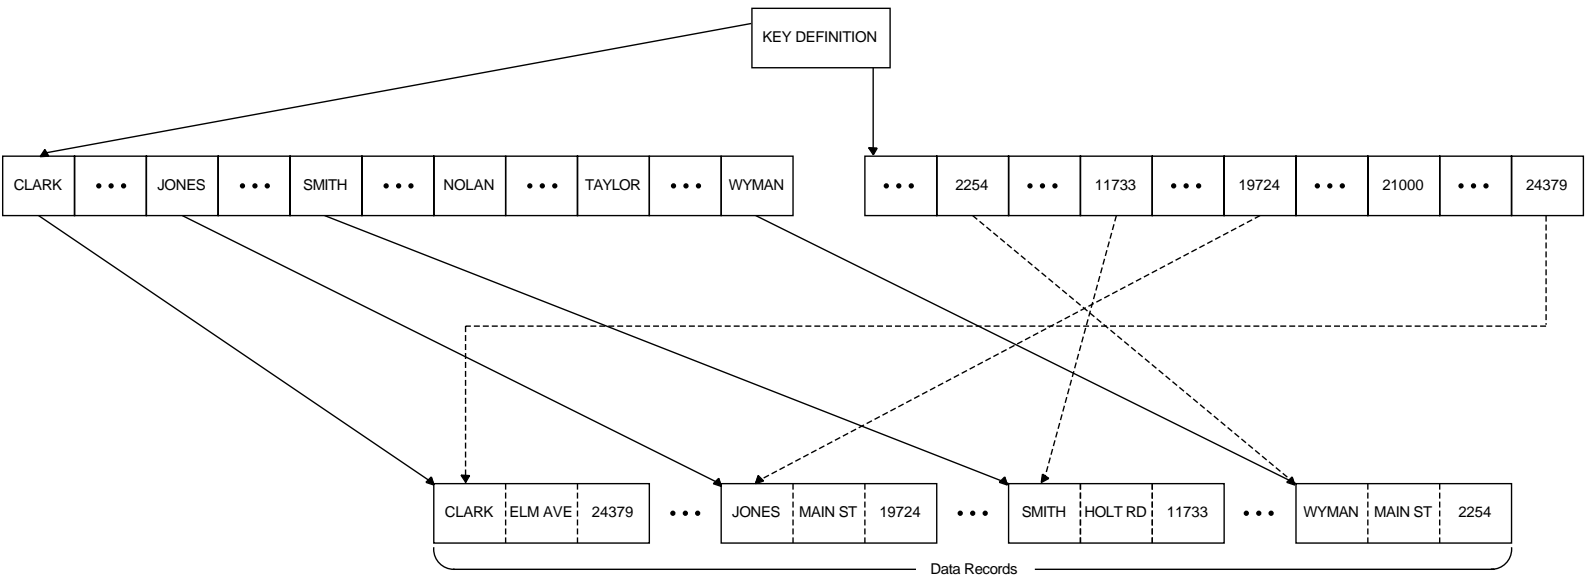 KEY DEFINITION
CLARK ••• JONES ••• SMITH ••• NOLAN ••• TAYLOR ••• WYMAN
••• 2254 ••• 11733 ••• 19724 ••• 21000 ••• 24379
CLARK ELM AVE 24379 ••• JONES MAIN ST 19724 ••• SMITH HOLT RD 11733 ••• WYMAN MAIN ST 2254
Data Records